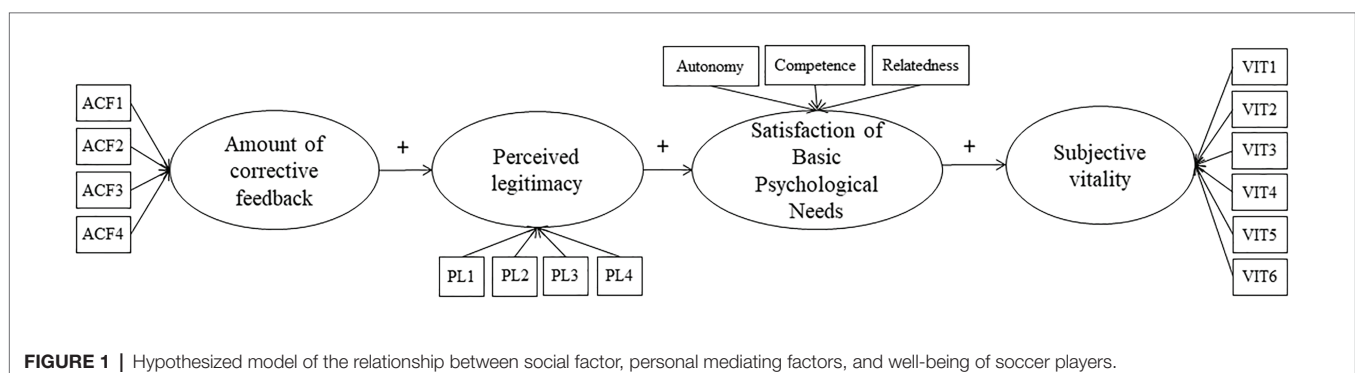 ACF1
ACF2
ACF3
ACF4
Amount of
corrective
feedback
+
Perceived
legitimacy
PL1 PL2 PL3 PL4
+
Autonomy Competence Relatedness
Satisfaction of
Basic
Psychological
Needs
+
Subjective
vitality
VIT1
VIT2
VIT3
VIT4
VIT5
VIT6
FIGURE 1 | Hypothesized model of the relationship between social factor, personal mediating factors, and well-being of soccer players.